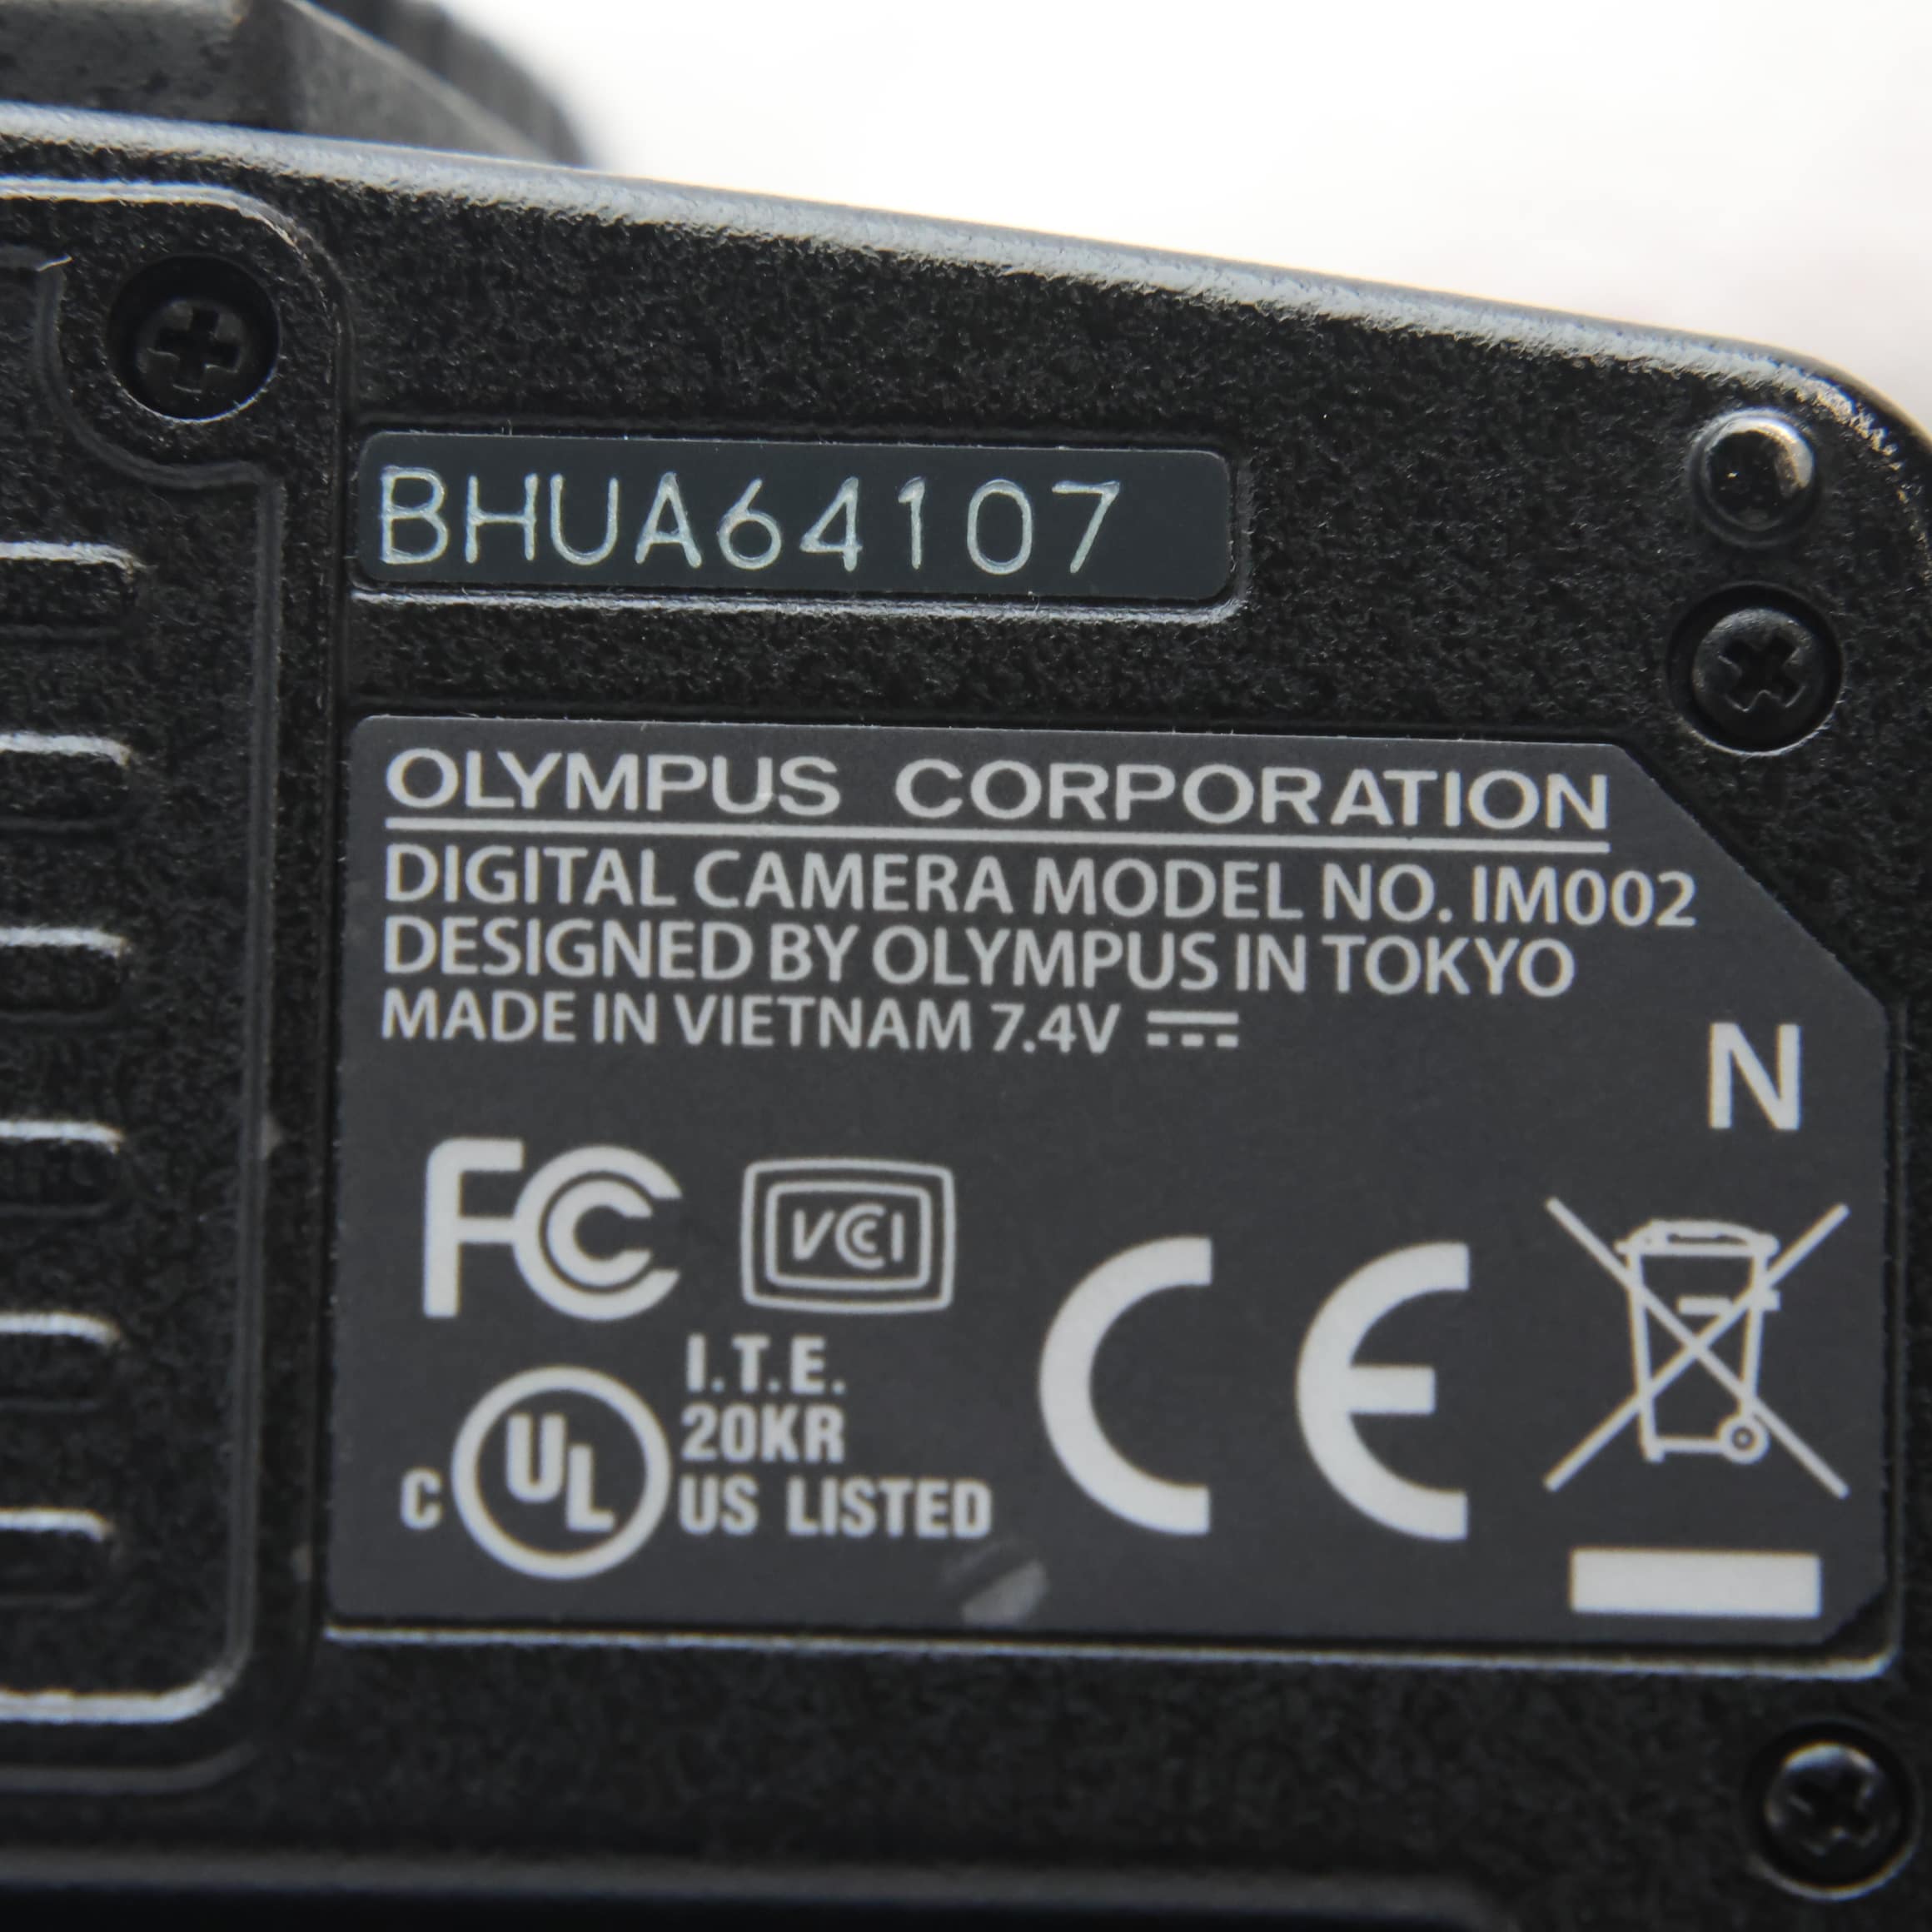 BHUA64107
OLYMPUS CORPORATION
DIGITAL CAMERA MODEL NO. IM002
DESIGNED BY OLYMPUS IN TOKYO
MADE IN VIETNAM 7.4V
N
FC
VCCI
CE
I.T.E.
20KR
C UL US LISTED